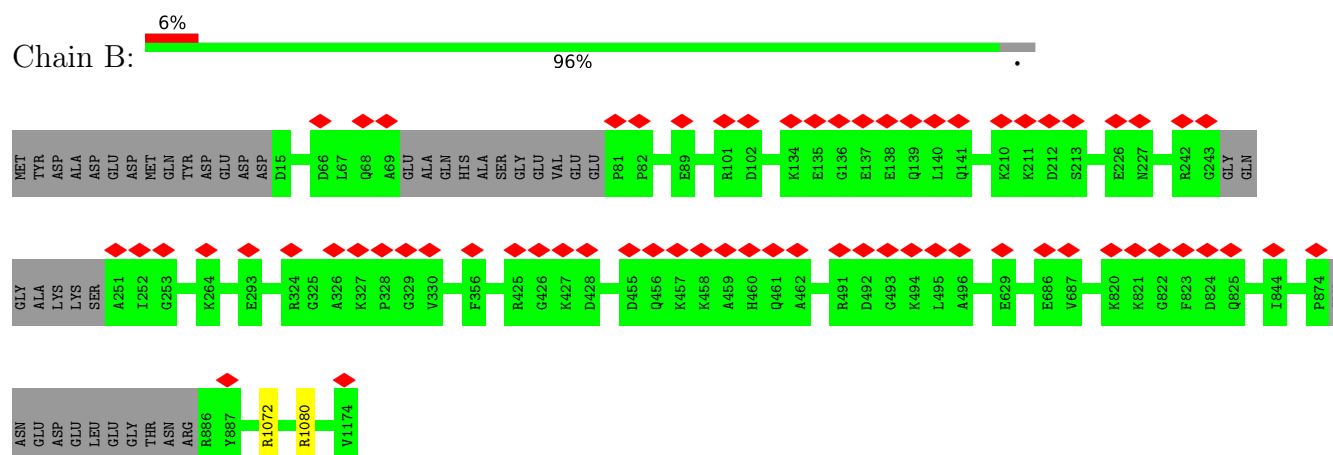 6%
Chain B:
96% •
MET TYR ASP ALA ASP GLU ASP MET GLN TYR ASP GLU ASP ASP D15 D66 L67 Q68 A69 GLU ALA GLN HIS ALA SER GLY GLU VAL GLU GLU P81 P82 E89 R101 D102 K134 E135 G136 E137 E138 Q139 L140 Q141 K210 K211 D212 S213 E226 N227 R242 G243 GLY GLN
GLY ALA LYS LYS SER A251 I252 G253 K264 E293 R324 G325 A326 K327 P328 G329 V330 F356 R425 G426 K427 D428 D455 Q456 K457 K458 A459 H460 Q461 A462 R491 D492 G493 K494 L495 A496 E629 E686 V687 K820 K821 G822 F823 D824 Q825 I844 P874
ASN GLU ASP GLU LEU GLU GLY THR ASN ARG R886 Y887 R1072 R1080 V1174